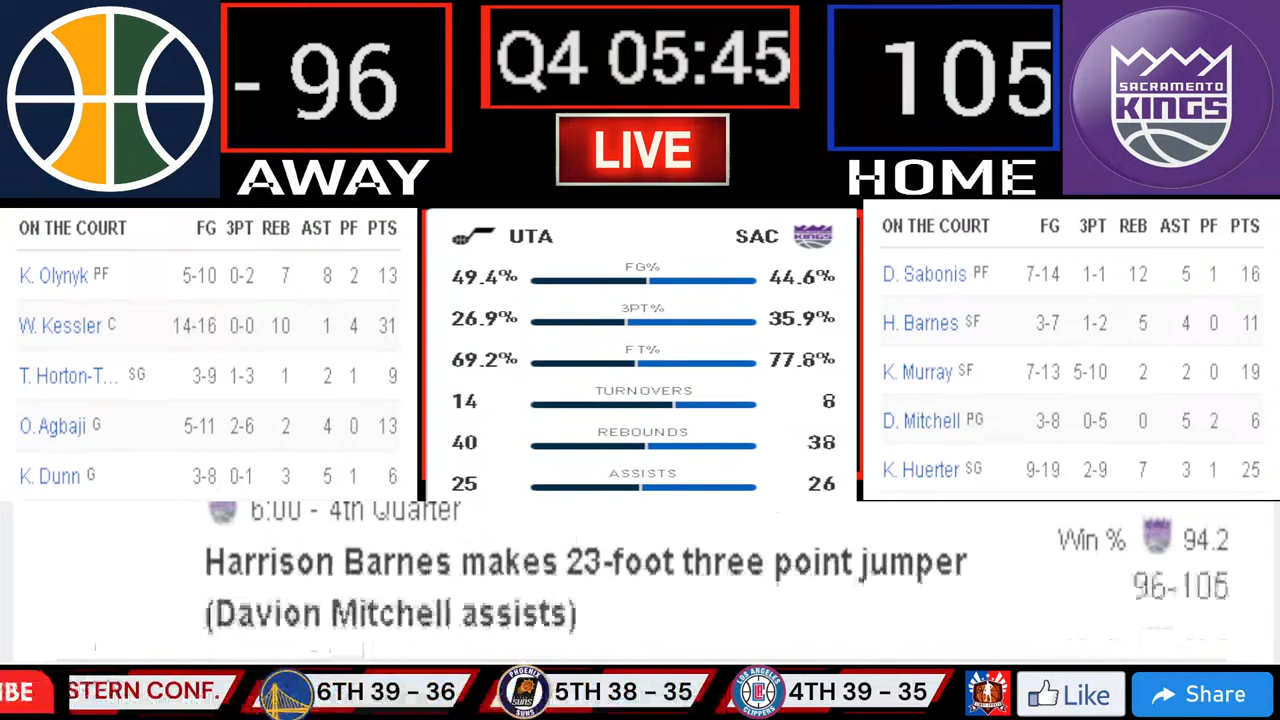 - 96
Q4 05:45
105
SACRAMENTO
KINGS
LIVE
AWAY
HOME
ON THE COURT FG 3PT REB AST PF PTS
K. Olynyk PF 5-10 0-2 7 8 2 13
W. Kessler C 14-16 0-0 10 1 4 31
T. Horton-T... SG 3-9 1-3 1 2 1 9
O. Agbaji G 5-11 2-6 2 4 0 13
K. Dunn G 3-8 0-1 3 5 1 6
UTA SAC
FG%
49.4% 44.6%
3PT%
26.9% 35.9%
FT%
69.2% 77.8%
TURNOVERS
14 8
REBOUNDS
40 38
ASSISTS
25 26
ON THE COURT FG 3PT REB AST PF PTS
D. Sabonis PF 7-14 1-1 12 5 1 16
H. Barnes SF 3-7 1-2 5 4 0 11
K. Murray SF 7-13 5-10 2 2 0 19
D. Mitchell PG 3-8 0-5 0 5 2 6
K. Huerter SG 9-19 2-9 7 3 1 25
6:00 - 4th Quarter
Harrison Barnes makes 23-foot three point jumper
(Davion Mitchell assists)
Win % 94.2
96-105
IBE
STERN CONF.
6TH 39 - 36
PHOENIX
SUNS
5TH 38 - 35
LOS ANGELES
CLIPPERS
4TH 39 - 35
Like
Share